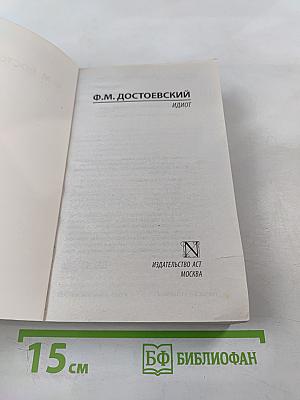 Ф.М. ДОСТОЕВСКИЙ
ИДИОТ
N
ИЗДАТЕЛЬСТВО АСТ
МОСКВА
15 см
БФ БИБЛИОФАН